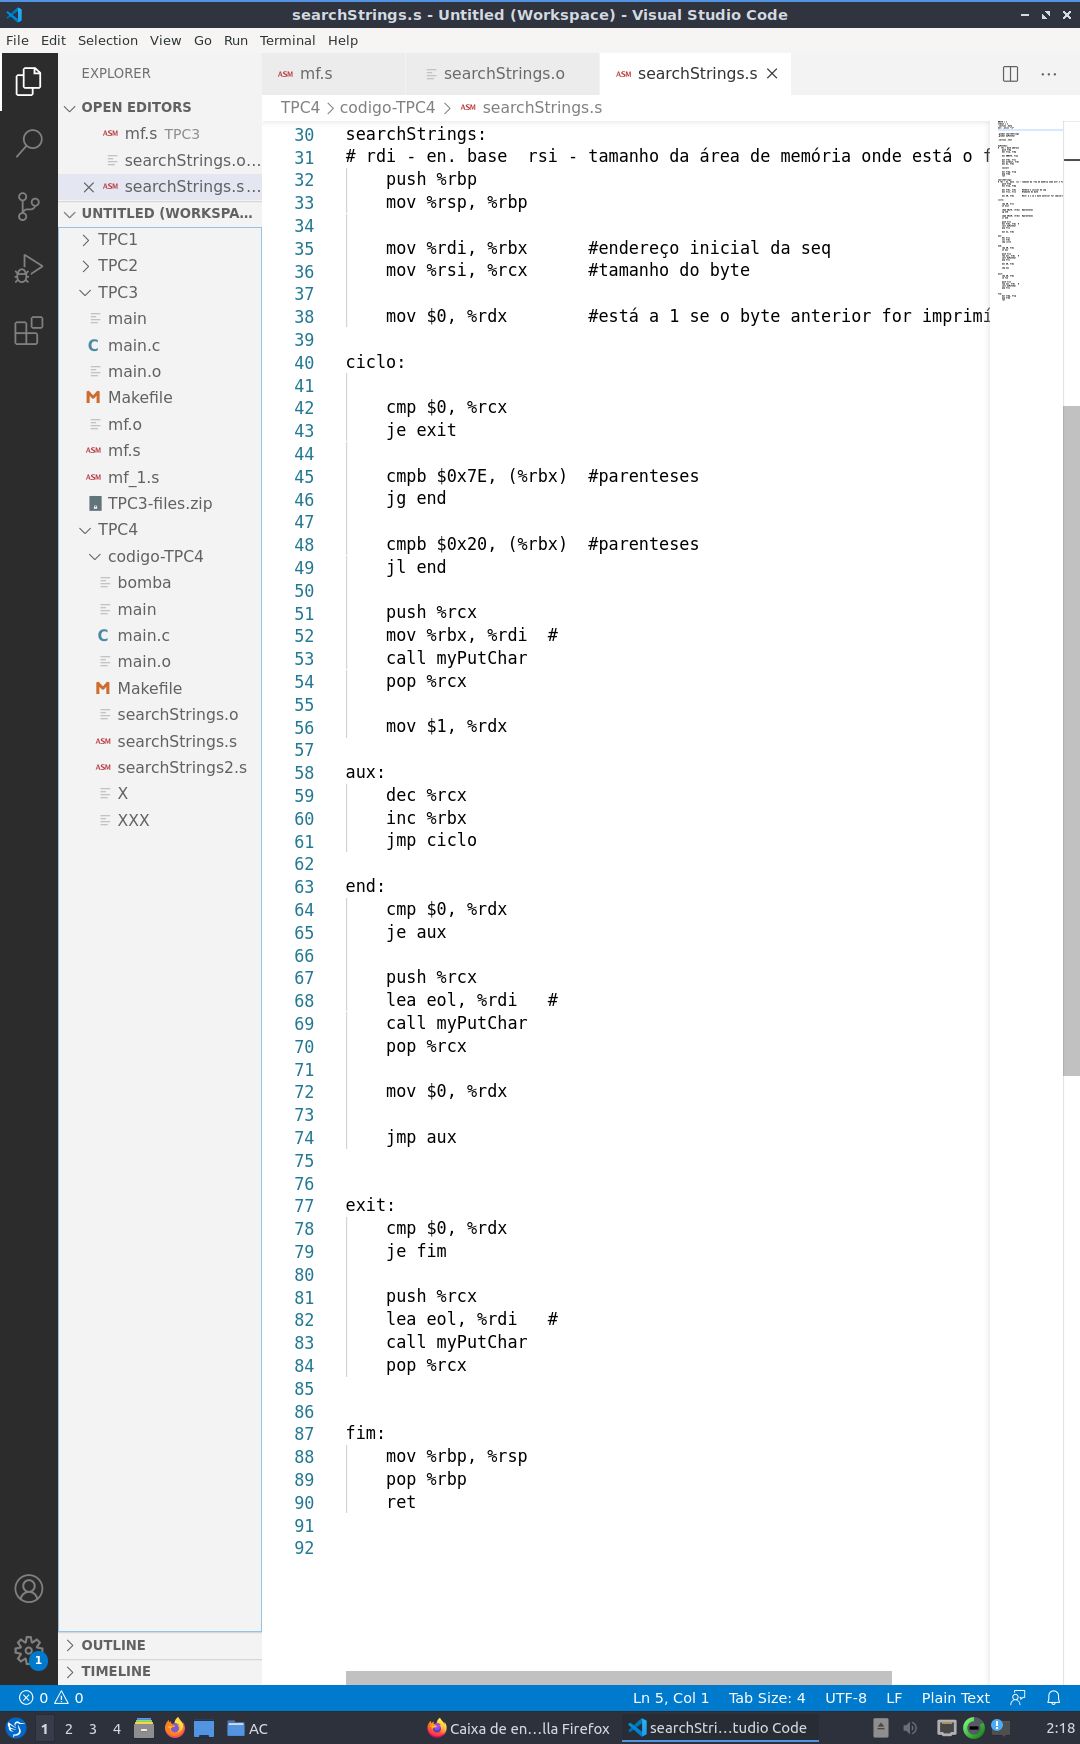 searchStrings.s - Untitled (Workspace) - Visual Studio Code
File Edit Selection View Go Run Terminal Help
EXPLORER
OPEN EDITORS
ASM mf.s TPC3
searchStrings.o...
ASM searchStrings.s...
UNTITLED (WORKSPA...
TPC1
TPC2
TPC3
main
C main.c
main.o
M Makefile
mf.o
ASM mf.s
ASM mf_1.s
TPC3-files.zip
TPC4
codigo-TPC4
bomba
main
C main.c
main.o
M Makefile
searchStrings.o
ASM searchStrings.s
ASM searchStrings2.s
X
XXX
OUTLINE
TIMELINE
1
ASM mf.s
searchStrings.o
ASM searchStrings.s
TPC4 > codigo-TPC4 > ASM searchStrings.s
30 searchStrings:
31 # rdi - en. base  rsi - tamanho da área de memória onde está o f
32     push %rbp
33     mov %rsp, %rbp
34
35     mov %rdi, %rbx      #endereço inicial da seq
36     mov %rsi, %rcx      #tamanho do byte
37
38     mov $0, %rdx        #está a 1 se o byte anterior for imprimí
39
40 ciclo:
41
42     cmp $0, %rcx
43     je exit
44
45     cmpb $0x7E, (%rbx)  #parenteses
46     jg end
47
48     cmpb $0x20, (%rbx)  #parenteses
49     jl end
50
51     push %rcx
52     mov %rbx, %rdi  #
53     call myPutChar
54     pop %rcx
55
56     mov $1, %rdx
57
58 aux:
59     dec %rcx
60     inc %rbx
61     jmp ciclo
62
63 end:
64     cmp $0, %rdx
65     je aux
66
67     push %rcx
68     lea eol, %rdi   #
69     call myPutChar
70     pop %rcx
71
72     mov $0, %rdx
73
74     jmp aux
75
76
77 exit:
78     cmp $0, %rdx
79     je fim
80
81     push %rcx
82     lea eol, %rdi   #
83     call myPutChar
84     pop %rcx
85
86
87 fim:
88     mov %rbp, %rsp
89     pop %rbp
90     ret
91
92
0 0 Ln 5, Col 1 Tab Size: 4 UTF-8 LF Plain Text
1 2 3 4 AC Caixa de en...lla Firefox searchStri...tudio Code 2:18